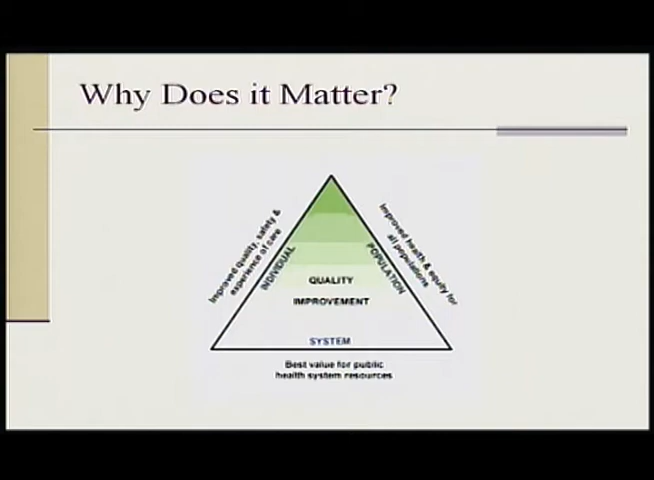 Why Does it Matter?
Improved quality, safety &
experience of care
INDIVIDUAL
Improved health & equity for
all populations
POPULATION
QUALITY
IMPROVEMENT
SYSTEM
Best value for public
health system resources